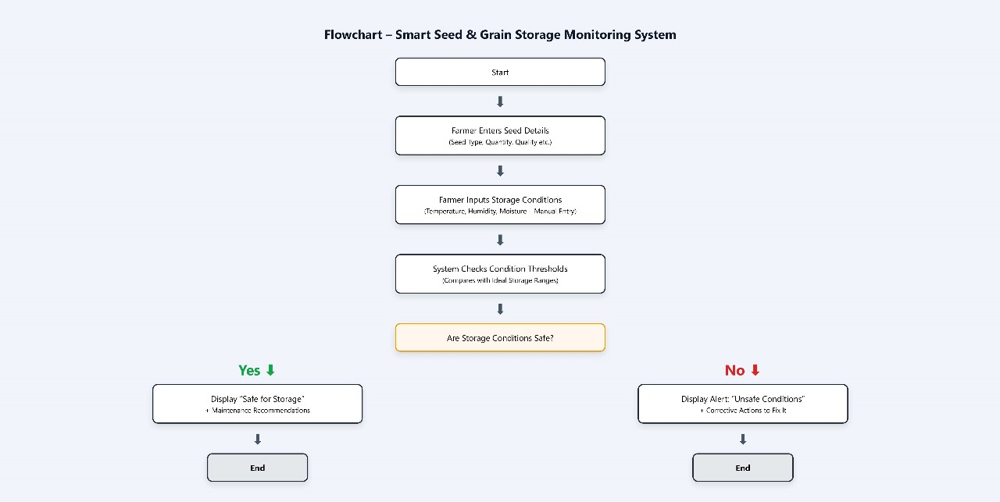 Flowchart – Smart Seed & Grain Storage Monitoring System
Start
Farmer Enters Seed Details
(Seed Type, Quantity, Quality etc.)
Farmer Inputs Storage Conditions
(Temperature, Humidity, Moisture – Manual Entry)
System Checks Condition Thresholds
(Compares with Ideal Storage Ranges)
Are Storage Conditions Safe?
Yes
No
Display “Safe for Storage”
+ Maintenance Recommendations
Display Alert: “Unsafe Conditions”
+ Corrective Actions to Fix It
End
End